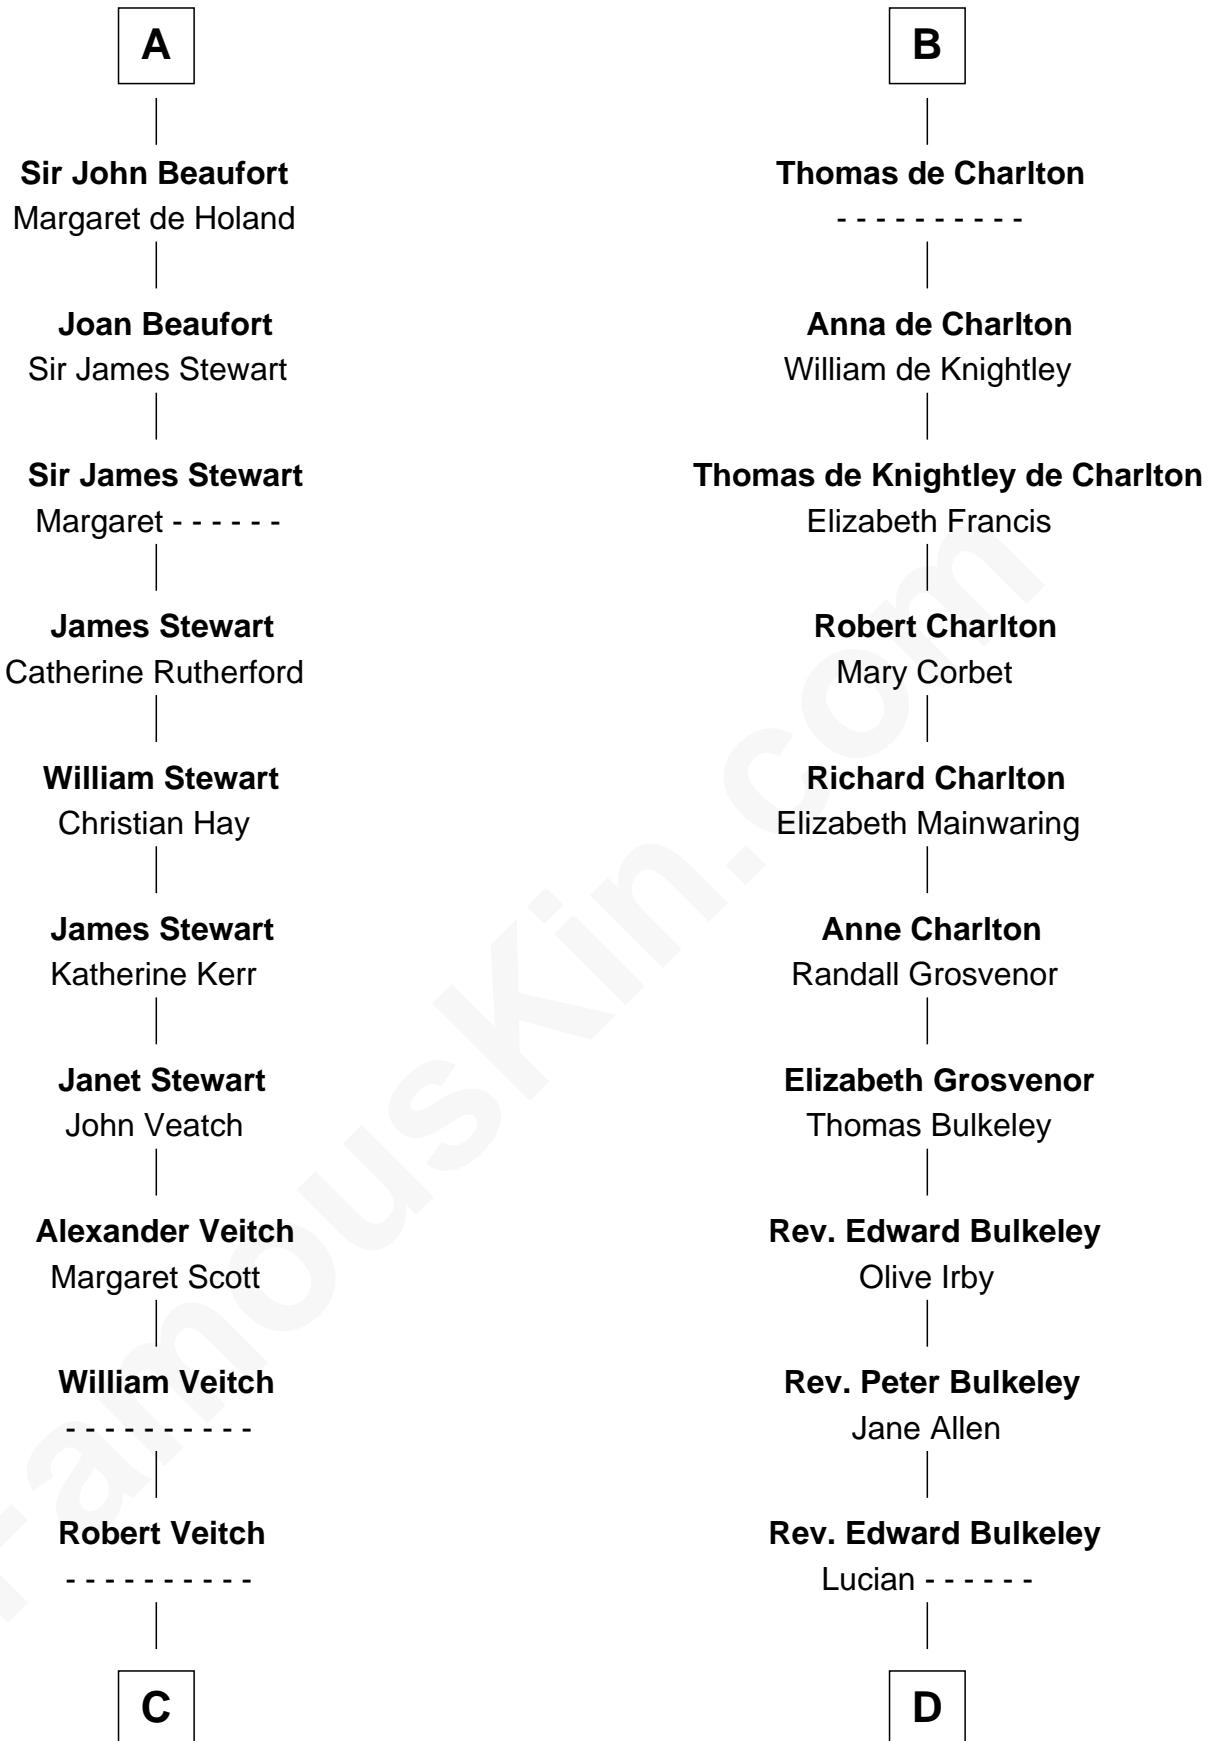 A
Sir John Beaufort
Margaret de Holand
Joan Beaufort
Sir James Stewart
Sir James Stewart
Margaret - - - - - -
James Stewart
Catherine Rutherford
William Stewart
Christian Hay
James Stewart
Katherine Kerr
Janet Stewart
John Veatch
Alexander Veitch
Margaret Scott
William Veitch
- - - - - - - - - -
Robert Veitch
- - - - - - - - - -
C
B
Thomas de Charlton
- - - - - - - - - -
Anna de Charlton
William de Knightley
Thomas de Knightley de Charlton
Elizabeth Francis
Robert Charlton
Mary Corbet
Richard Charlton
Elizabeth Mainwaring
Anne Charlton
Randall Grosvenor
Elizabeth Grosvenor
Thomas Bulkeley
Rev. Edward Bulkeley
Olive Irby
Rev. Peter Bulkeley
Jane Allen
Rev. Edward Bulkeley
Lucian - - - - - -
D
FamousKin.com